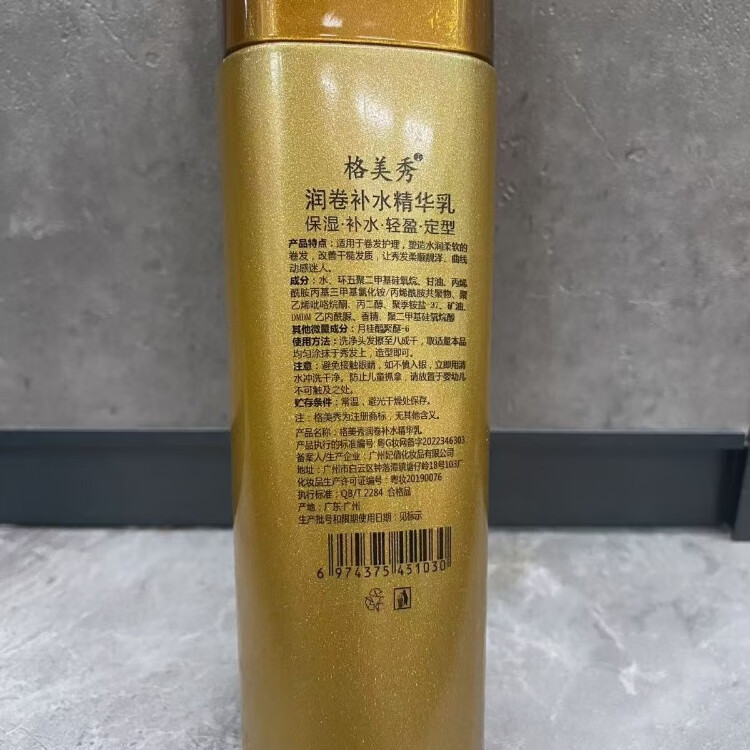 格美秀®
润卷补水精华乳
保湿·补水·轻盈·定型
产品特点：适用于卷发护理，塑造水润柔软的
卷发，改善干糙发质，让秀发柔顺靓泽、曲线
动感迷人。
成分：水、环五聚二甲基硅氧烷、甘油、丙烯
酰胺丙基三甲基氯化铵/丙烯酰胺共聚物、聚
乙烯吡咯烷酮、丙二醇、聚季铵盐-37、矿油、
DMDM 乙内酰脲、香精、聚二甲基硅氧烷醇
其他微量成分：月桂醇聚醚-6
使用方法：洗净头发擦至八成干，取适量本品
均匀涂抹于秀发上，造型即可。
注意：避免接触眼睛，如不慎入眼，立即用清
水冲洗干净。防止儿童抓拿，请放置于婴幼儿
不可触及之处。
贮存条件：常温、避光干燥处保存。
注：格美秀为注册商标，无其他含义。
产品名称：格美秀润卷补水精华乳
产品执行的标准编号：粤G妆网备字2022346303
备案人/生产企业：广州妃倩化妆品有限公司
地址：广州市白云区钟落潭镇塘仔岭18号103厂
化妆品生产许可证编号：粤妆20190076
执行标准：QB/T 2284 合格品
产地：广东·广州
生产批号和限期使用日期：见标示
6 974375 451030